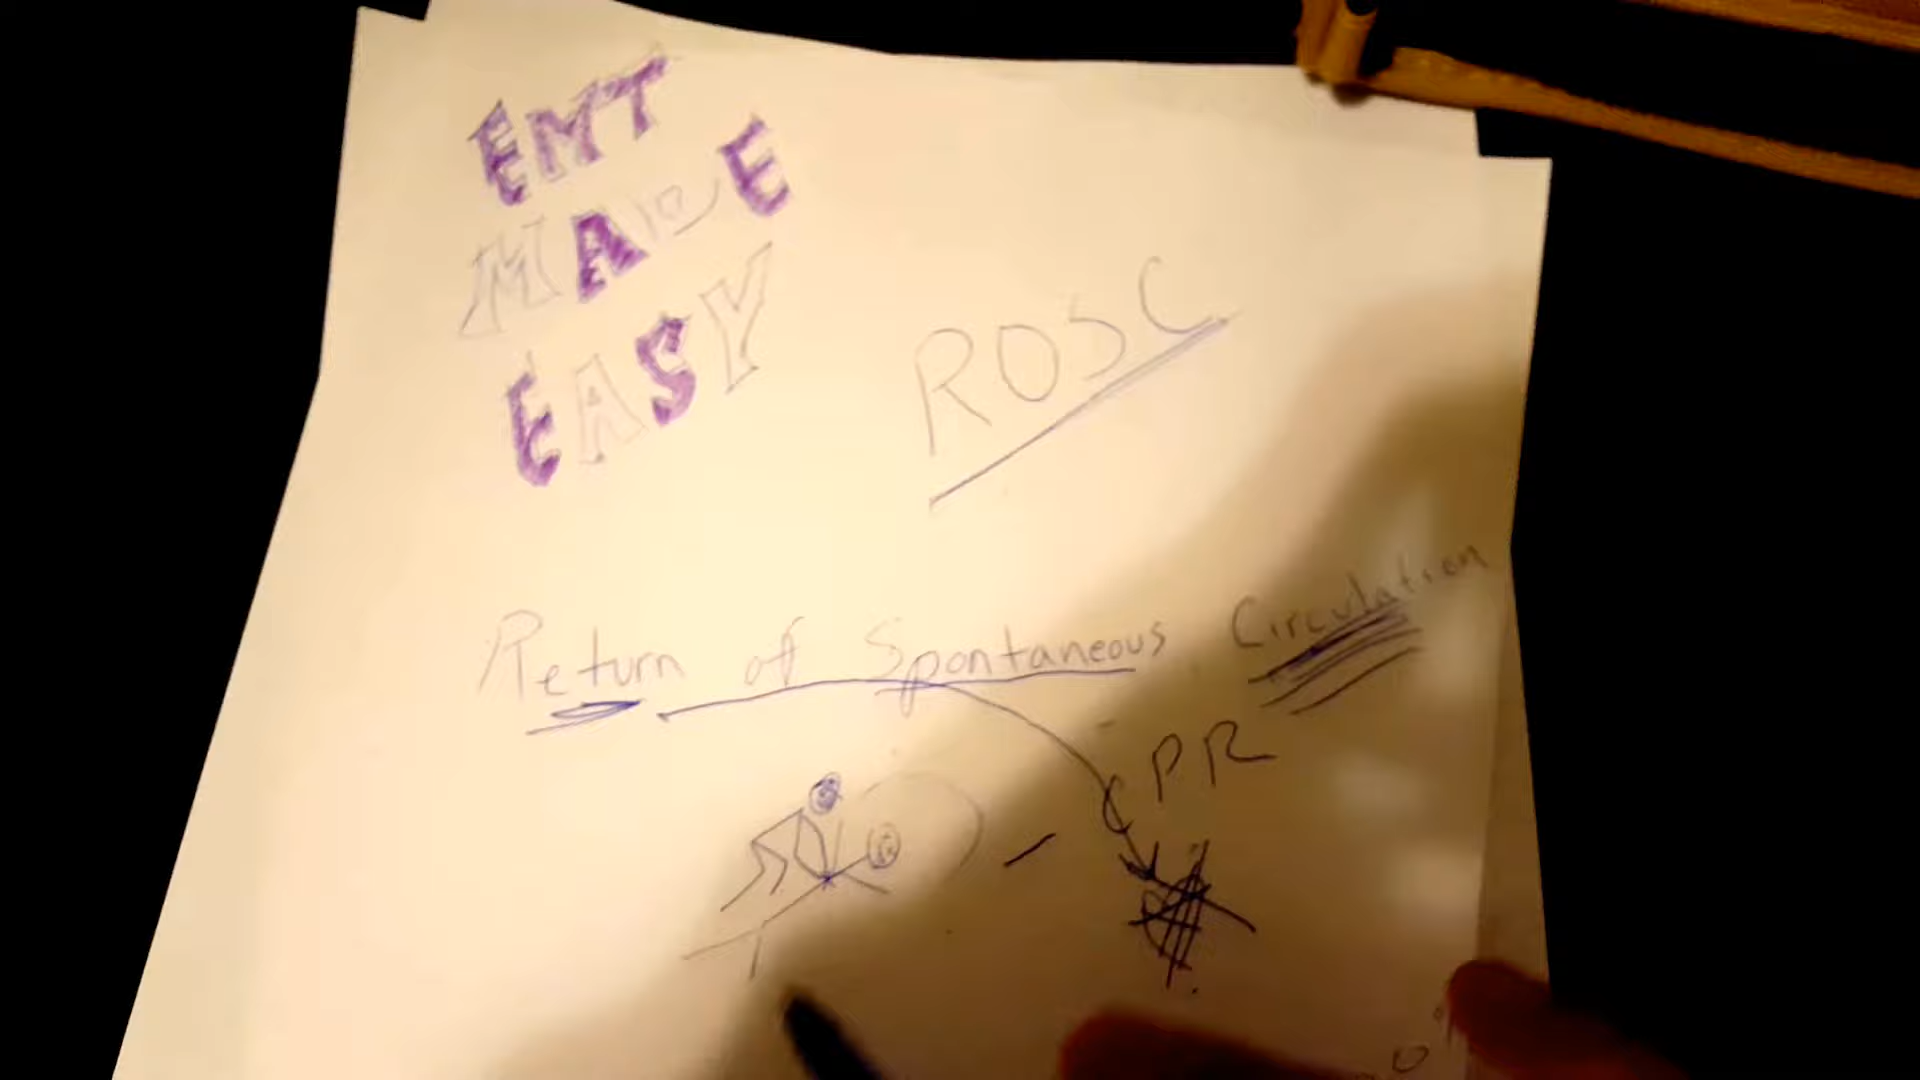 EMT
MADE
EASY
ROSC
Return of Spontaneous Circulation
CPR